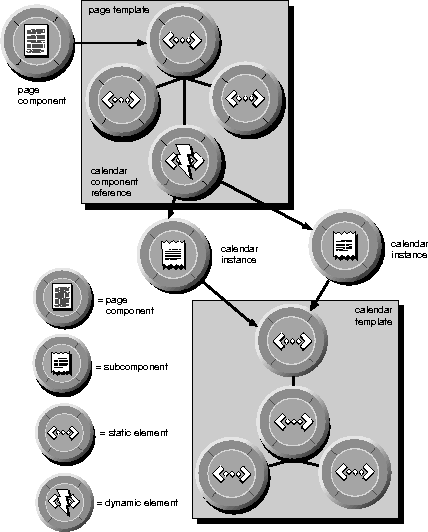 page template
page
component
calendar
component
reference
calendar
instance
calendar
instance
calendar
template
= page
component
= subcomponent
= static element
= dynamic element